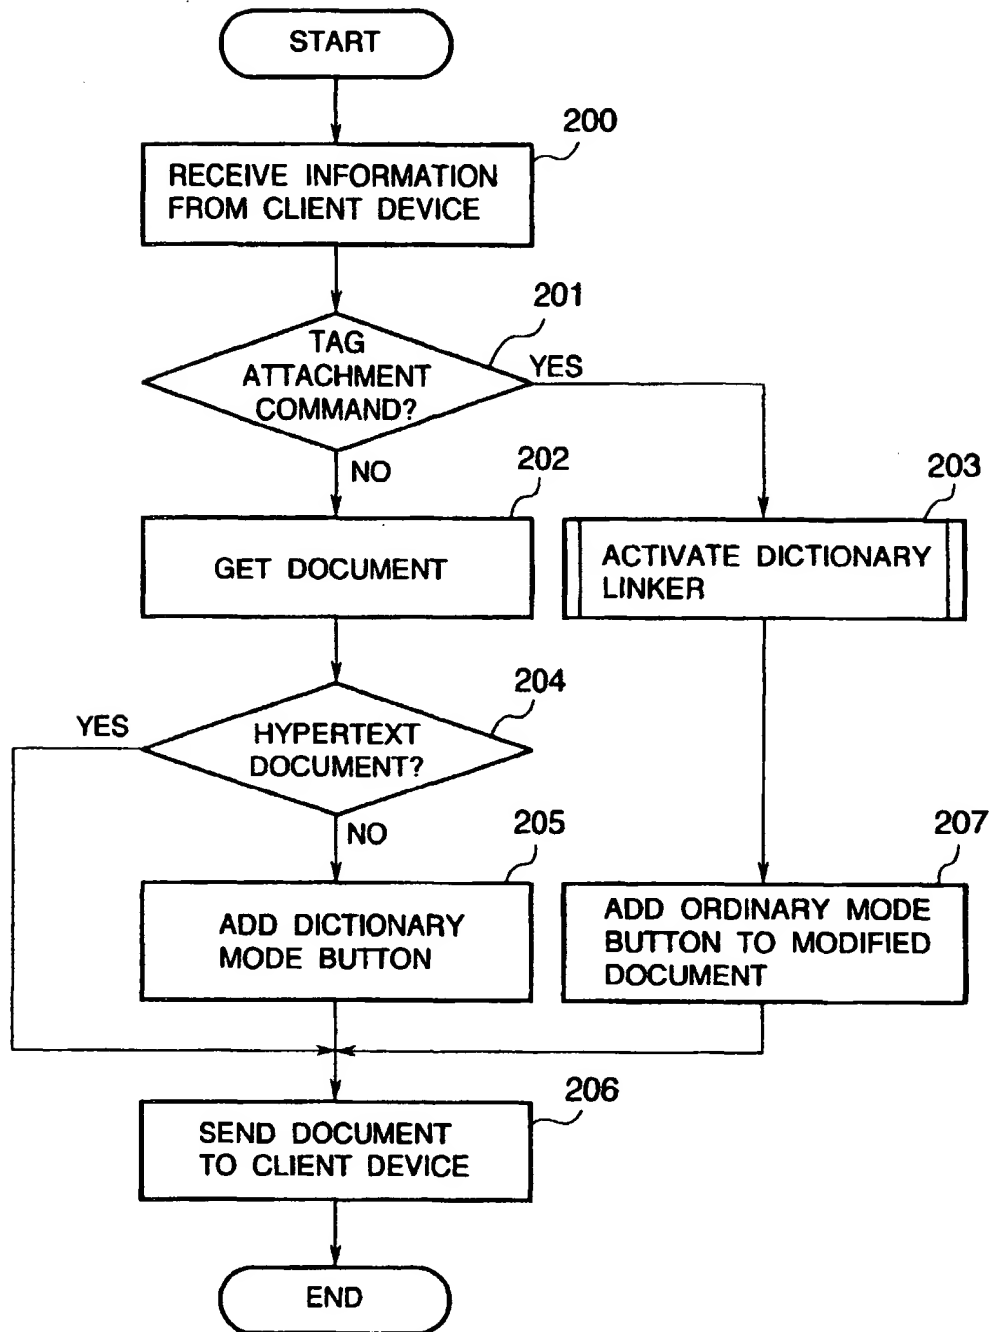 START
200
RECEIVE INFORMATION
FROM CLIENT DEVICE
201
TAG
ATTACHMENT
COMMAND?
YES
NO
202
203
GET DOCUMENT
ACTIVATE DICTIONARY
LINKER
204
YES
HYPERTEXT
DOCUMENT?
NO
205
207
ADD DICTIONARY
MODE BUTTON
ADD ORDINARY MODE
BUTTON TO MODIFIED
DOCUMENT
206
SEND DOCUMENT
TO CLIENT DEVICE
END